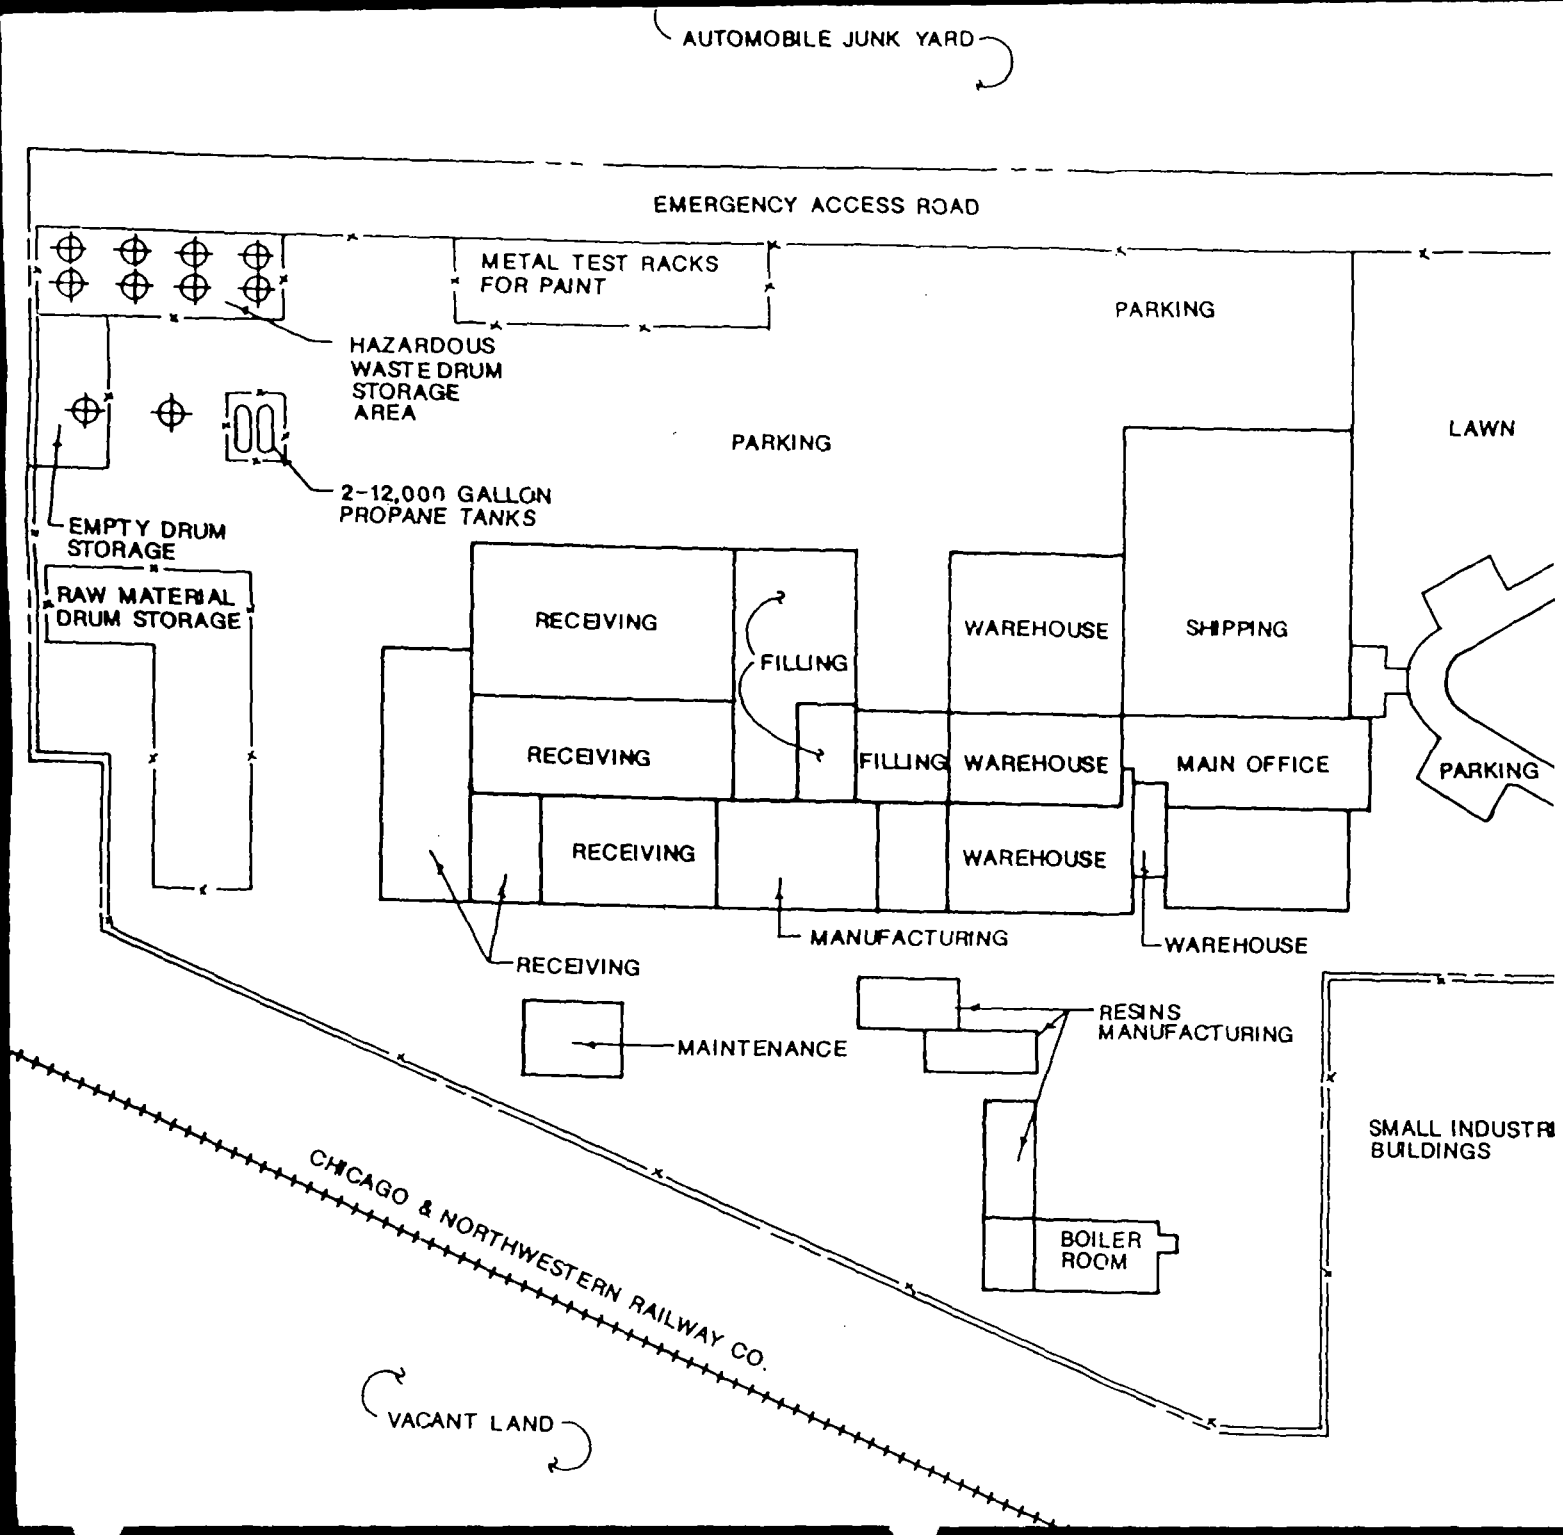 AUTOMOBILE JUNK YARD
EMERGENCY ACCESS ROAD
METAL TEST RACKS
FOR PAINT
PARKING
HAZARDOUS
WASTE DRUM
STORAGE
AREA
LAWN
PARKING
2-12,000 GALLON
PROPANE TANKS
EMPTY DRUM
STORAGE
RAW MATERIAL
DRUM STORAGE
RECEIVING
WAREHOUSE
SHIPPING
FILLING
RECEIVING
FILLING
WAREHOUSE
MAIN OFFICE
PARKING
RECEIVING
WAREHOUSE
MANUFACTURING
WAREHOUSE
RECEIVING
RESINS
MANUFACTURING
MAINTENANCE
SMALL INDUSTRI
BUILDINGS
CHICAGO & NORTHWESTERN RAILWAY CO.
BOILER
ROOM
VACANT LAND